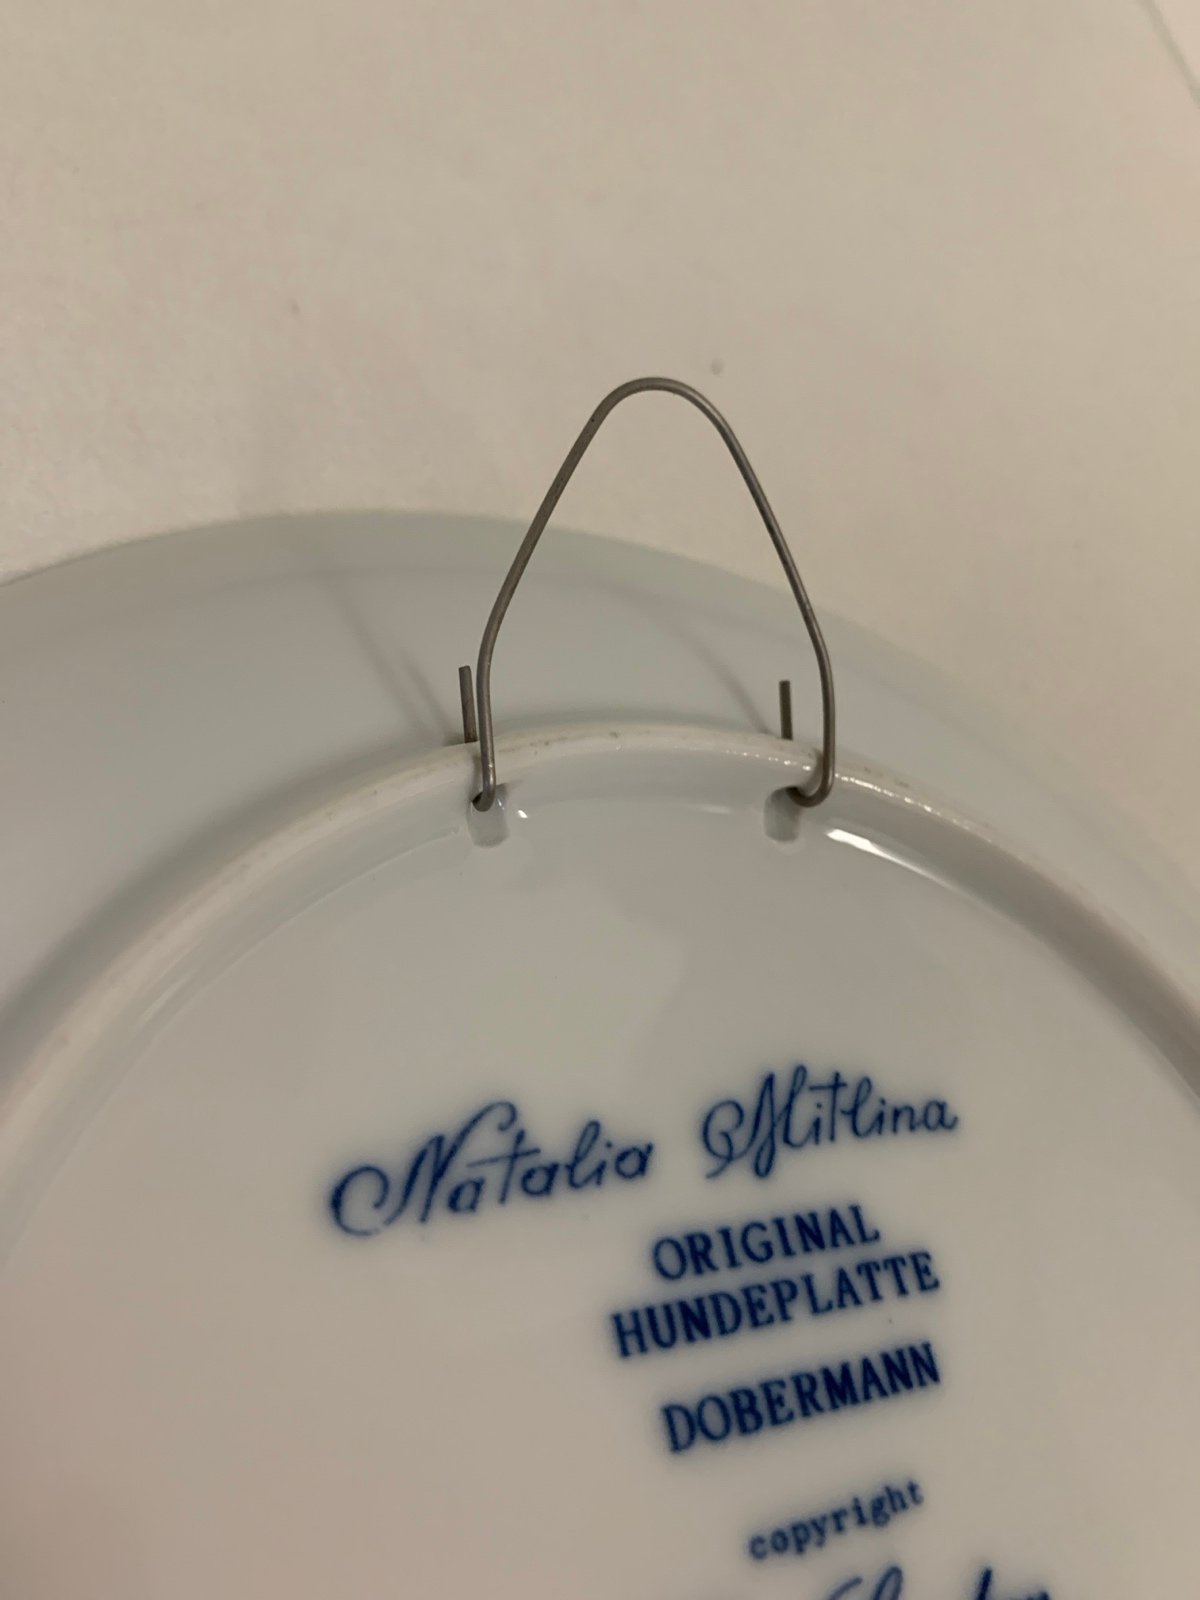 Natalia Mitlina
ORIGINAL
HUNDEPLATTE
DOBERMANN
copyright